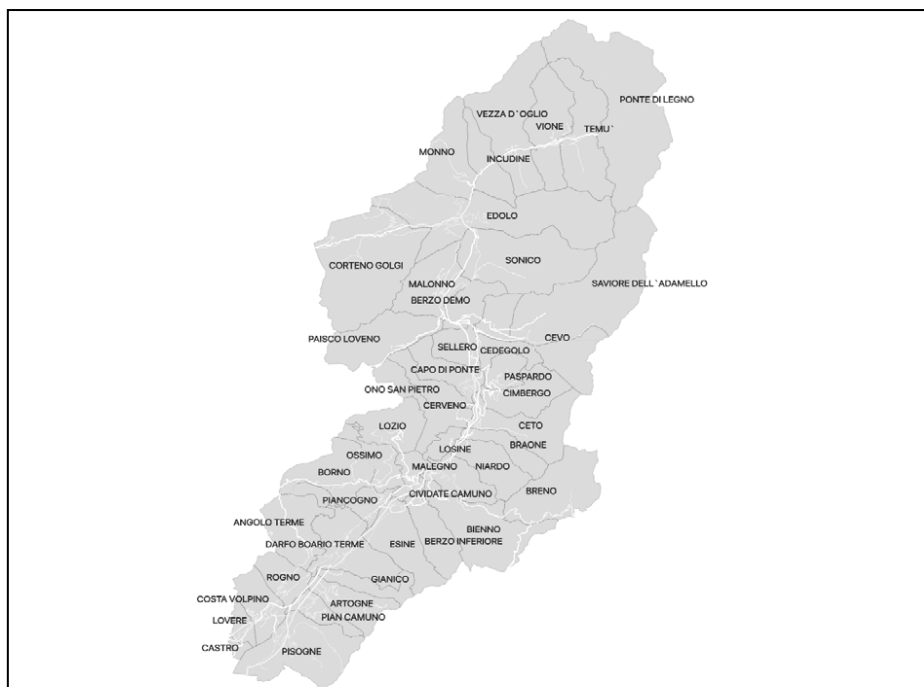 PONTE DI LEGNO
VEZZA D`OGLIO
VIONE
TEMU`
MONNO
INCUDINE
EDOLO
SONICO
CORTENO GOLGI
SAVIORE DELL`ADAMELLO
MALONNO
BERZO DEMO
PAISCO LOVENO
CEVO
SELLERO
CEDEGOLO
CAPO DI PONTE
PASPARDO
ONO SAN PIETRO
CIMBERGO
CERVENO
LOZIO
CETO
BRAONE
LOSINE
OSSIMO
MALEGNO
NIARDO
BORNO
BRENO
CIVIDATE CAMUNO
PIANCOGNO
ANGOLO TERME
BIENNO
BERZO INFERIORE
DARFO BOARIO TERME
ESINE
ROGNO
GIANICO
COSTA VOLPINO
ARTOGNE
PIAN CAMUNO
LOVERE
CASTRO
PISOGNE